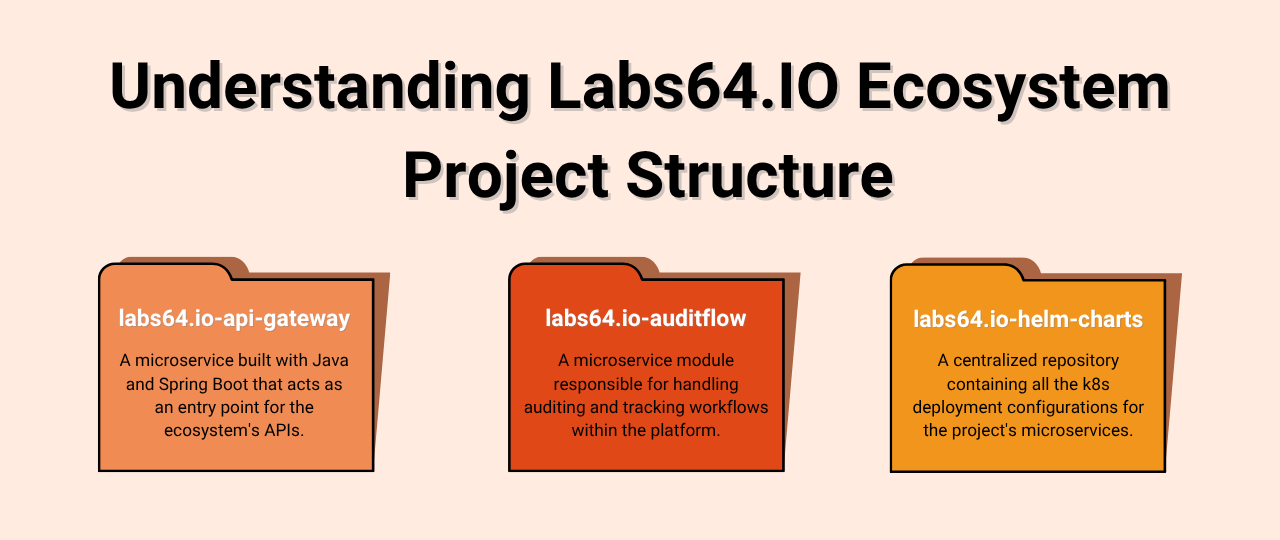 Understanding Labs64.IO Ecosystem
Project Structure
labs64.io-api-gateway
A microservice built with Java
and Spring Boot that acts as
an entry point for the
ecosystem's APIs.
labs64.io-auditflow
A microservice module
responsible for handling
auditing and tracking workflows
within the platform.
labs64.io-helm-charts
A centralized repository
containing all the k8s
deployment configurations for
the project's microservices.